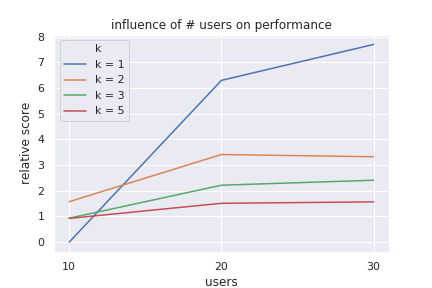 influence of # users on performance
relative score
8
7
6
5
4
3
2
1
0
k
k = 1
k = 2
k = 3
k = 5
10
20
30
users